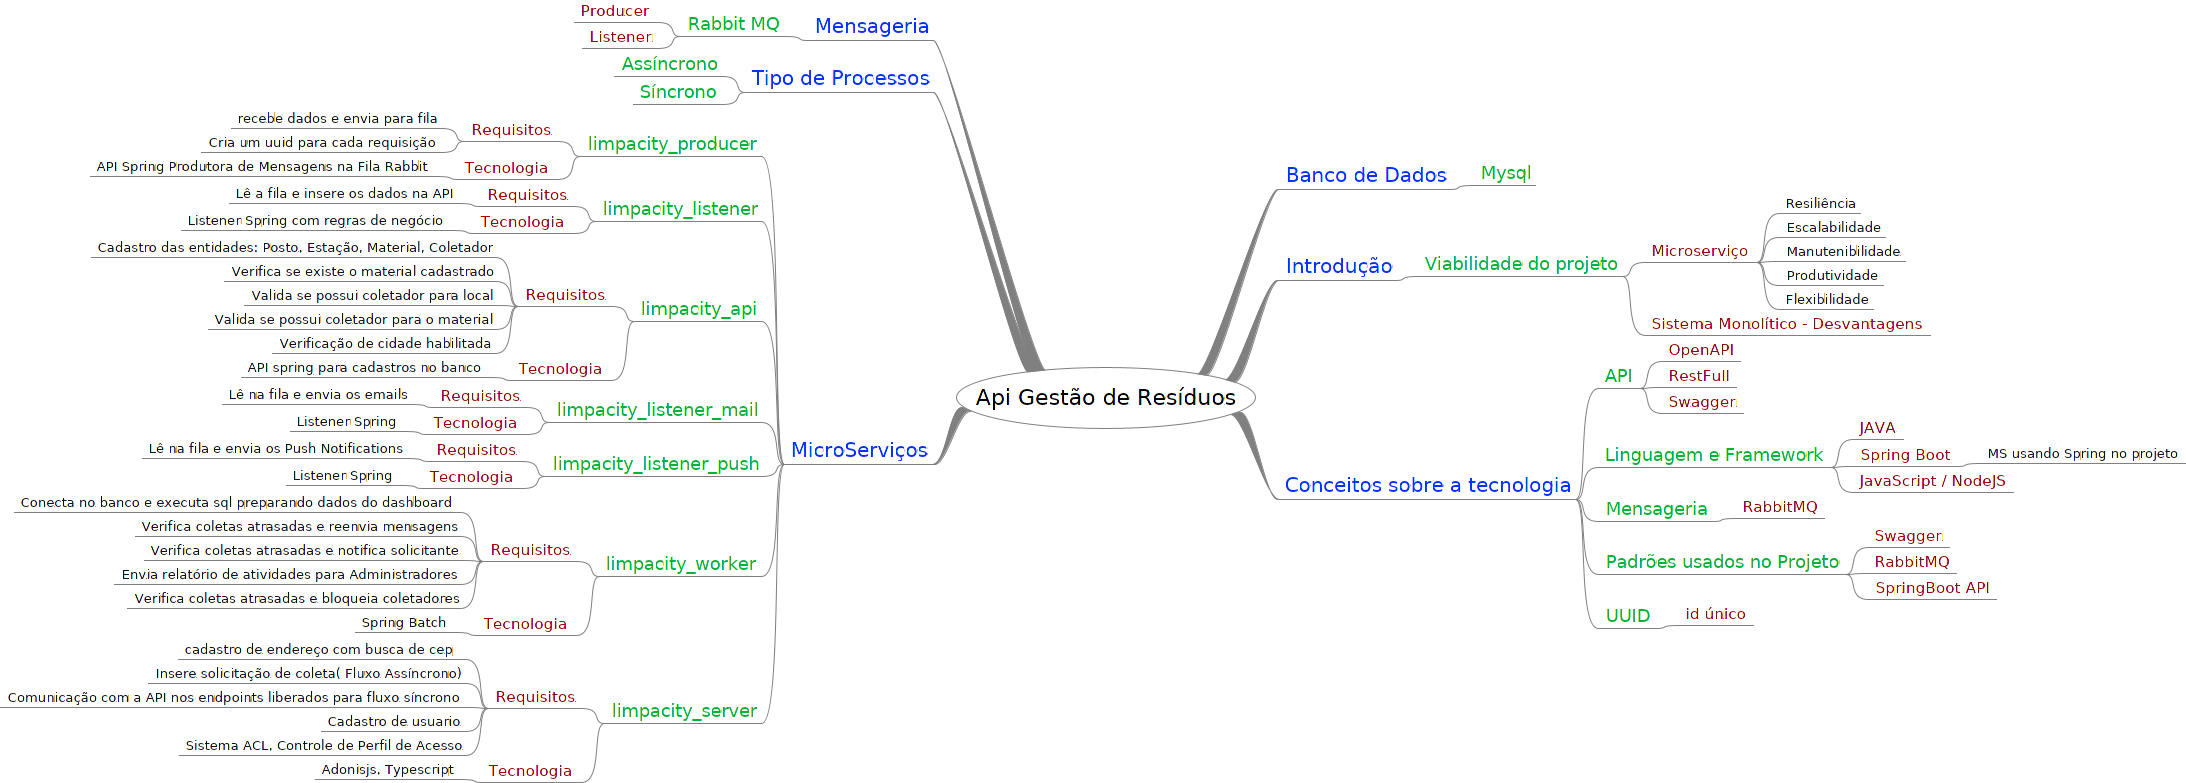 Api Gestão de Resíduos
Mensageria
Rabbit MQ
Producer
Listener
Tipo de Processos
Assíncrono
Síncrono
MicroServiços
limpacity_producer
Requisitos
recebe dados e envia para fila
Cria um uuid para cada requisição
Tecnologia
API Spring Produtora de Mensagens na Fila Rabbit
limpacity_listener
Requisitos
Lê a fila e insere os dados na API
Tecnologia
Listener Spring com regras de negócio
limpacity_api
Requisitos
Cadastro das entidades: Posto, Estação, Material, Coletador
Verifica se existe o material cadastrado
Valida se possui coletador para local
Valida se possui coletador para o material
Verificação de cidade habilitada
Tecnologia
API spring para cadastros no banco
limpacity_listener_mail
Requisitos
Lê na fila e envia os emails
Tecnologia
Listener Spring
limpacity_listener_push
Requisitos
Lê na fila e envia os Push Notifications
Tecnologia
Listener Spring
limpacity_worker
Requisitos
Conecta no banco e executa sql preparando dados do dashboard
Verifica coletas atrasadas e reenvia mensagens
Verifica coletas atrasadas e notifica solicitante
Envia relatório de atividades para Administradores
Verifica coletas atrasadas e bloqueia coletadores
Tecnologia
Spring Batch
limpacity_server
Requisitos
cadastro de endereço com busca de cep
Insere solicitação de coleta( Fluxo Assíncrono)
Comunicação com a API nos endpoints liberados para fluxo síncrono
Cadastro de usuario
Sistema ACL, Controle de Perfil de Acesso
Tecnologia
Adonisjs, Typescript
Banco de Dados
Mysql
Introdução
Viabilidade do projeto
Microserviço
Resiliência
Escalabilidade
Manutenibilidade
Produtividade
Flexibilidade
Sistema Monolítico - Desvantagens
Conceitos sobre a tecnologia
API
OpenAPI
RestFull
Swagger
Linguagem e Framework
JAVA
Spring Boot
MS usando Spring no projeto
JavaScript / NodeJS
Mensageria
RabbitMQ
Padrões usados no Projeto
Swagger
RabbitMQ
SpringBoot API
UUID
id único